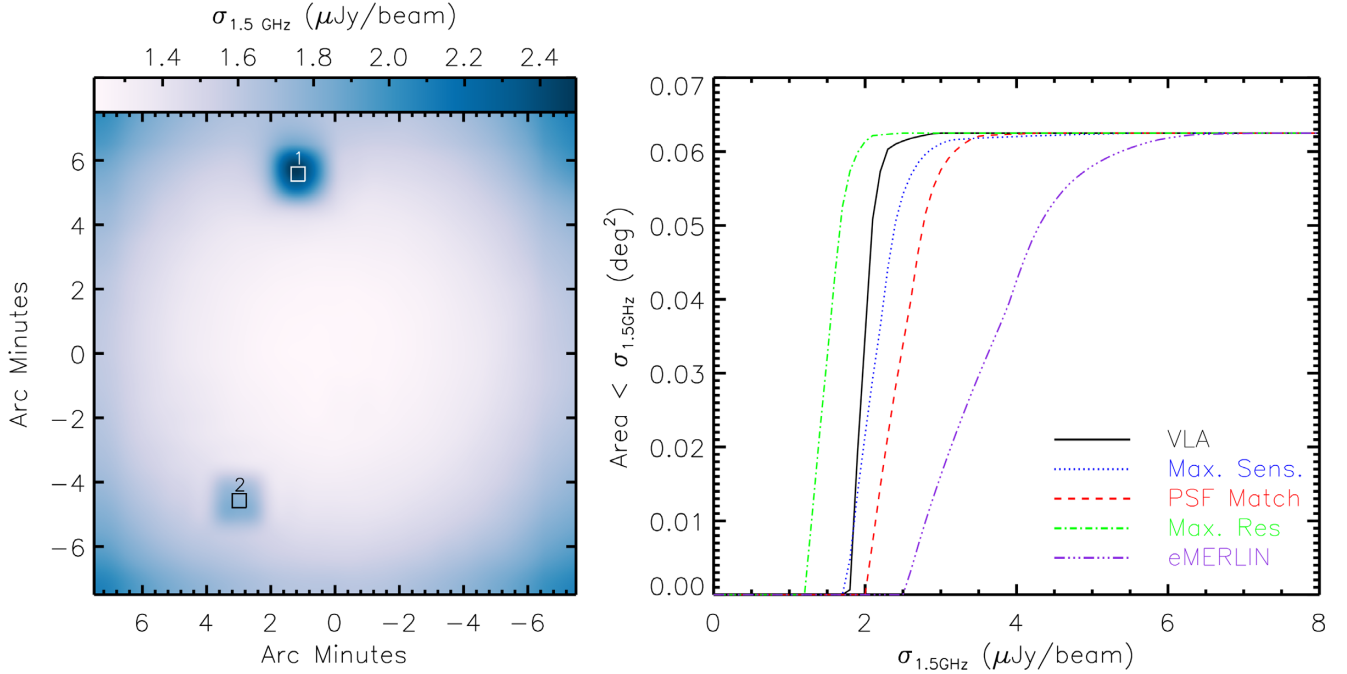 σ1.5 GHz (μJy/beam)
1.4 1.6 1.8 2.0 2.2 2.4
Arc Minutes
6
4
2
0
−2
−4
−6
1
2
6 4 2 0 −2 −4 −6
Arc Minutes
Area < σ1.5GHz (deg2)
0.07
0.06
0.05
0.04
0.03
0.02
0.01
0.00
VLA
Max. Sens.
PSF Match
Max. Res
eMERLIN
0 2 4 6 8
σ1.5GHz (μJy/beam)